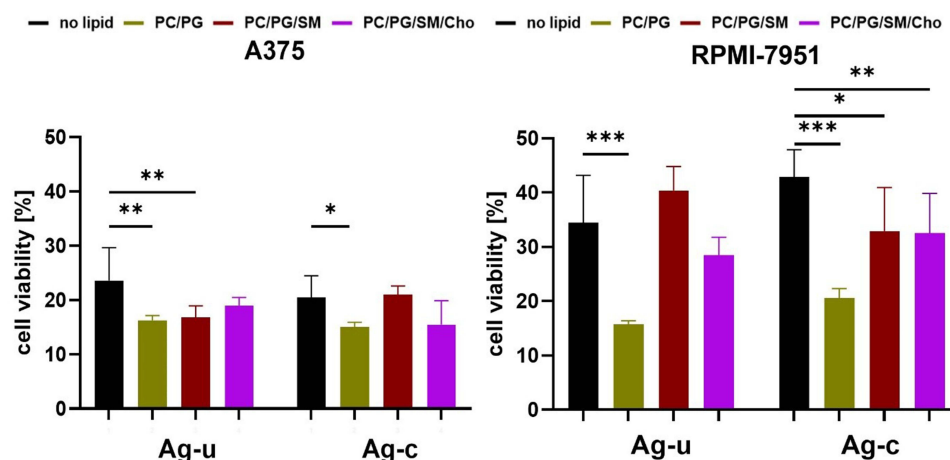 no lipid PC/PG PC/PG/SM PC/PG/SM/Cho
A375
cell viability [%]
50
40
30
20
10
0
**
**
*
Ag-u Ag-c
no lipid PC/PG PC/PG/SM PC/PG/SM/Cho
RPMI-7951
cell viability [%]
50
40
30
20
10
0
***
**
*
***
Ag-u Ag-c